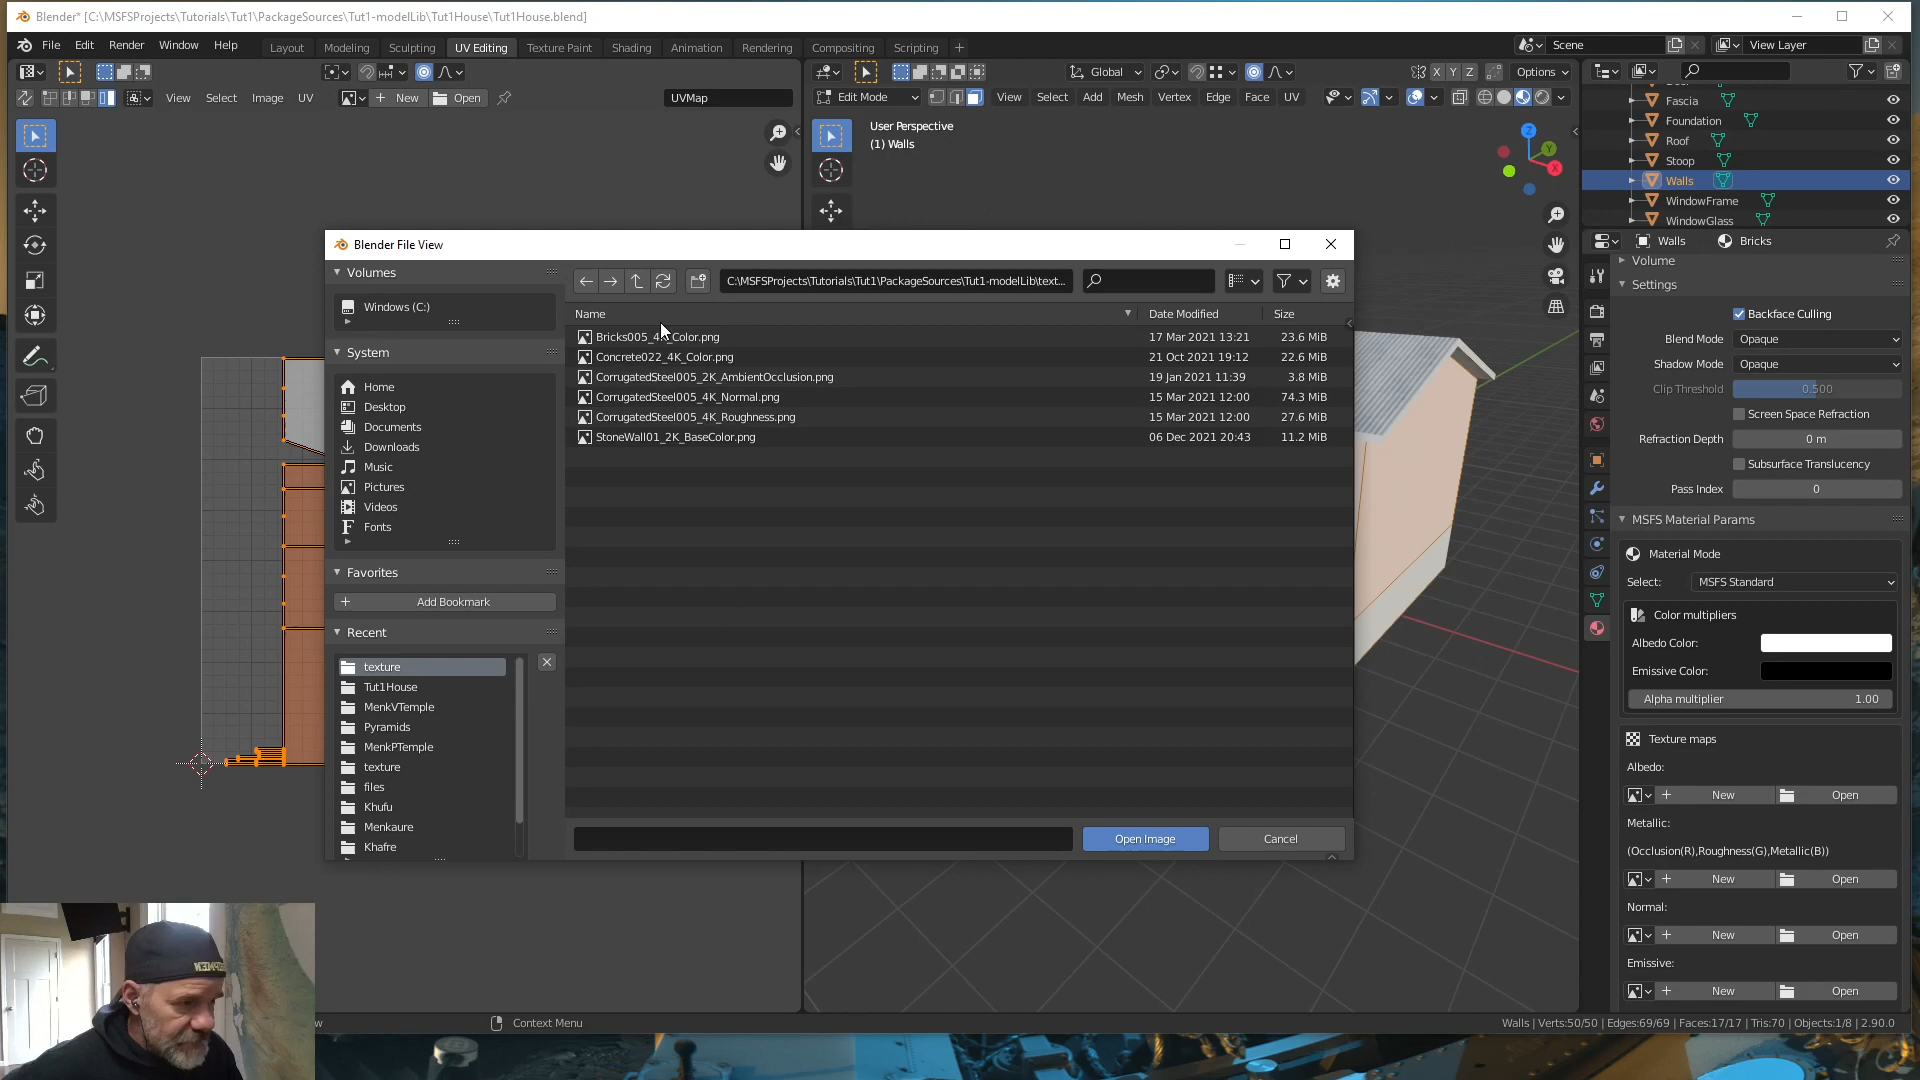 Blender* [C:\MSFSProjects\Tutorials\Tut1\PackageSources\Tut1-modelLib\Tut1House\Tut1House.blend]
File Edit Render Window Help Layout Modeling Sculpting UV Editing Texture Paint Shading Animation Rendering Compositing Scripting + Scene View Layer
Global X Y Z Options
View Select Image UV New Open UVMap Edit Mode View Select Add Mesh Vertex Edge Face UV
Fascia
Foundation
Roof
Stoop
Walls
WindowFrame
WindowGlass
User Perspective
(1) Walls
Z
Y
X
Walls Bricks
Volume
Settings
Backface Culling
Blend Mode Opaque
Shadow Mode Opaque
Clip Threshold 0.500
Screen Space Refraction
Refraction Depth 0 m
Subsurface Translucency
Pass Index 0
MSFS Material Params
Material Mode
Select: MSFS Standard
Color multipliers
Albedo Color:
Emissive Color:
Alpha multiplier 1.00
Texture maps
Albedo:
New Open
Metallic:
(Occlusion(R),Roughness(G),Metallic(B))
New Open
Normal:
New Open
Emissive:
New Open
Blender File View
Volumes
Windows (C:)
System
Home
Desktop
Documents
Downloads
Music
Pictures
Videos
Fonts
Favorites
Add Bookmark
Recent
texture
Tut1House
MenkVTemple
Pyramids
MenkPTemple
texture
files
Khufu
Menkaure
Khafre
C:\MSFSProjects\Tutorials\Tut1\PackageSources\Tut1-modelLib\text...
Name Date Modified Size
Bricks005_4K_Color.png 17 Mar 2021 13:21 23.6 MiB
Concrete022_4K_Color.png 21 Oct 2021 19:12 22.6 MiB
CorrugatedSteel005_2K_AmbientOcclusion.png 19 Jan 2021 11:39 3.8 MiB
CorrugatedSteel005_4K_Normal.png 15 Mar 2021 12:00 74.3 MiB
CorrugatedSteel005_4K_Roughness.png 15 Mar 2021 12:00 27.6 MiB
StoneWall01_2K_BaseColor.png 06 Dec 2021 20:43 11.2 MiB
Open Image Cancel
Context Menu
Walls | Verts:50/50 | Edges:69/69 | Faces:17/17 | Tris:70 | Objects:1/8 | 2.90.0